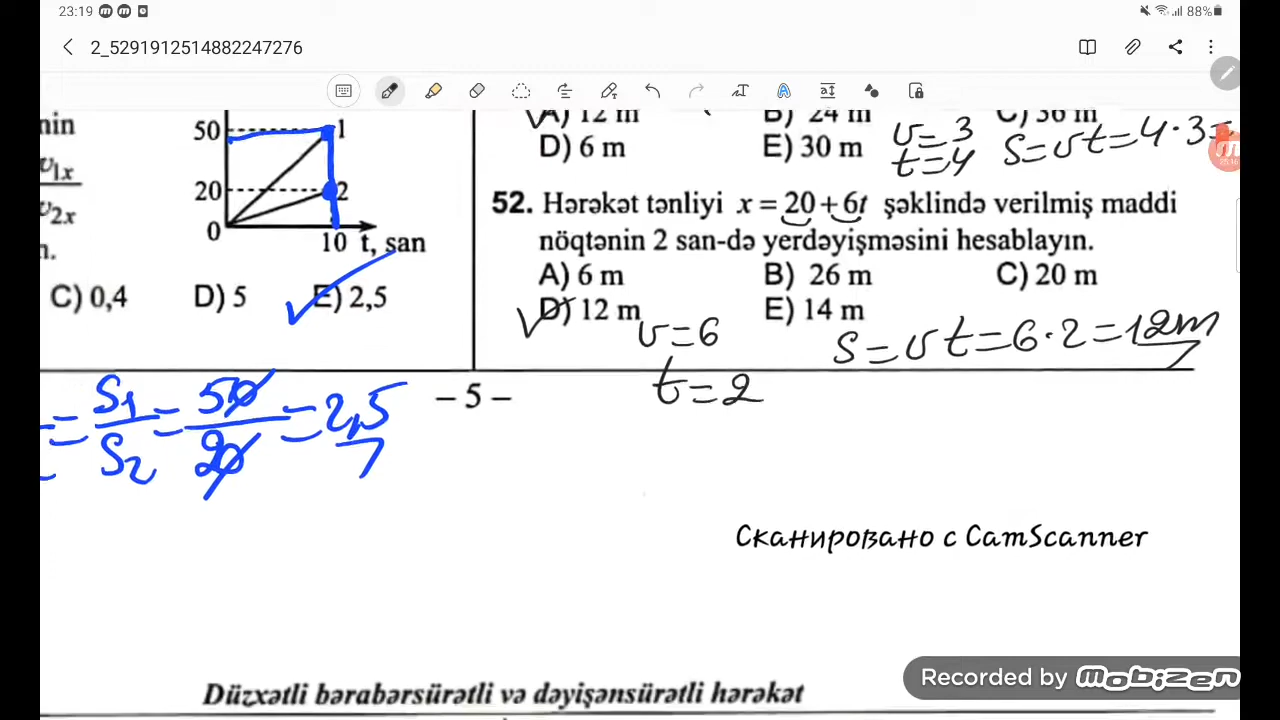 23:19
88%
2_5291912514882247276
nin
υ₁ₓ
υ₂ₓ
n.
50
1
20
2
0
10 t, san
C) 0,4 D) 5 E) 2,5
= S1/S2 = 50/20 = 2,5
A) 12 m B) 24 m C) 36 m
D) 6 m E) 30 m
υ=3
t=4
S=υt=4·3=
52. Hərəkət tənliyi x = 20 + 6t şəklində verilmiş maddi
nöqtənin 2 san-də yerdəyişməsini hesablayın.
A) 6 m B) 26 m C) 20 m
D) 12 m E) 14 m
υ=6
t=2
S=υt=6·2=12m
– 5 –
Сканировано с CamScanner
Düzxətli bərabərsürətli və dəyişənsürətli hərəkət
Recorded by mobizen